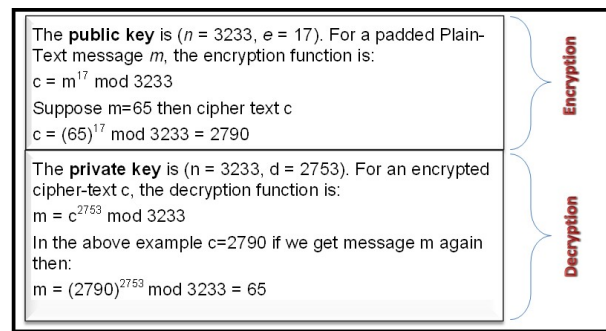 The public key is (n = 3233, e = 17). For a padded Plain-
Text message m, the encryption function is:
c = m¹⁷ mod 3233
Suppose m=65 then cipher text c
c = (65)¹⁷ mod 3233 = 2790
Encryption
The private key is (n = 3233, d = 2753). For an encrypted
cipher-text c, the decryption function is:
m = c²⁷⁵³ mod 3233
In the above example c=2790 if we get message m again
then:
m = (2790)²⁷⁵³ mod 3233 = 65
Decryption